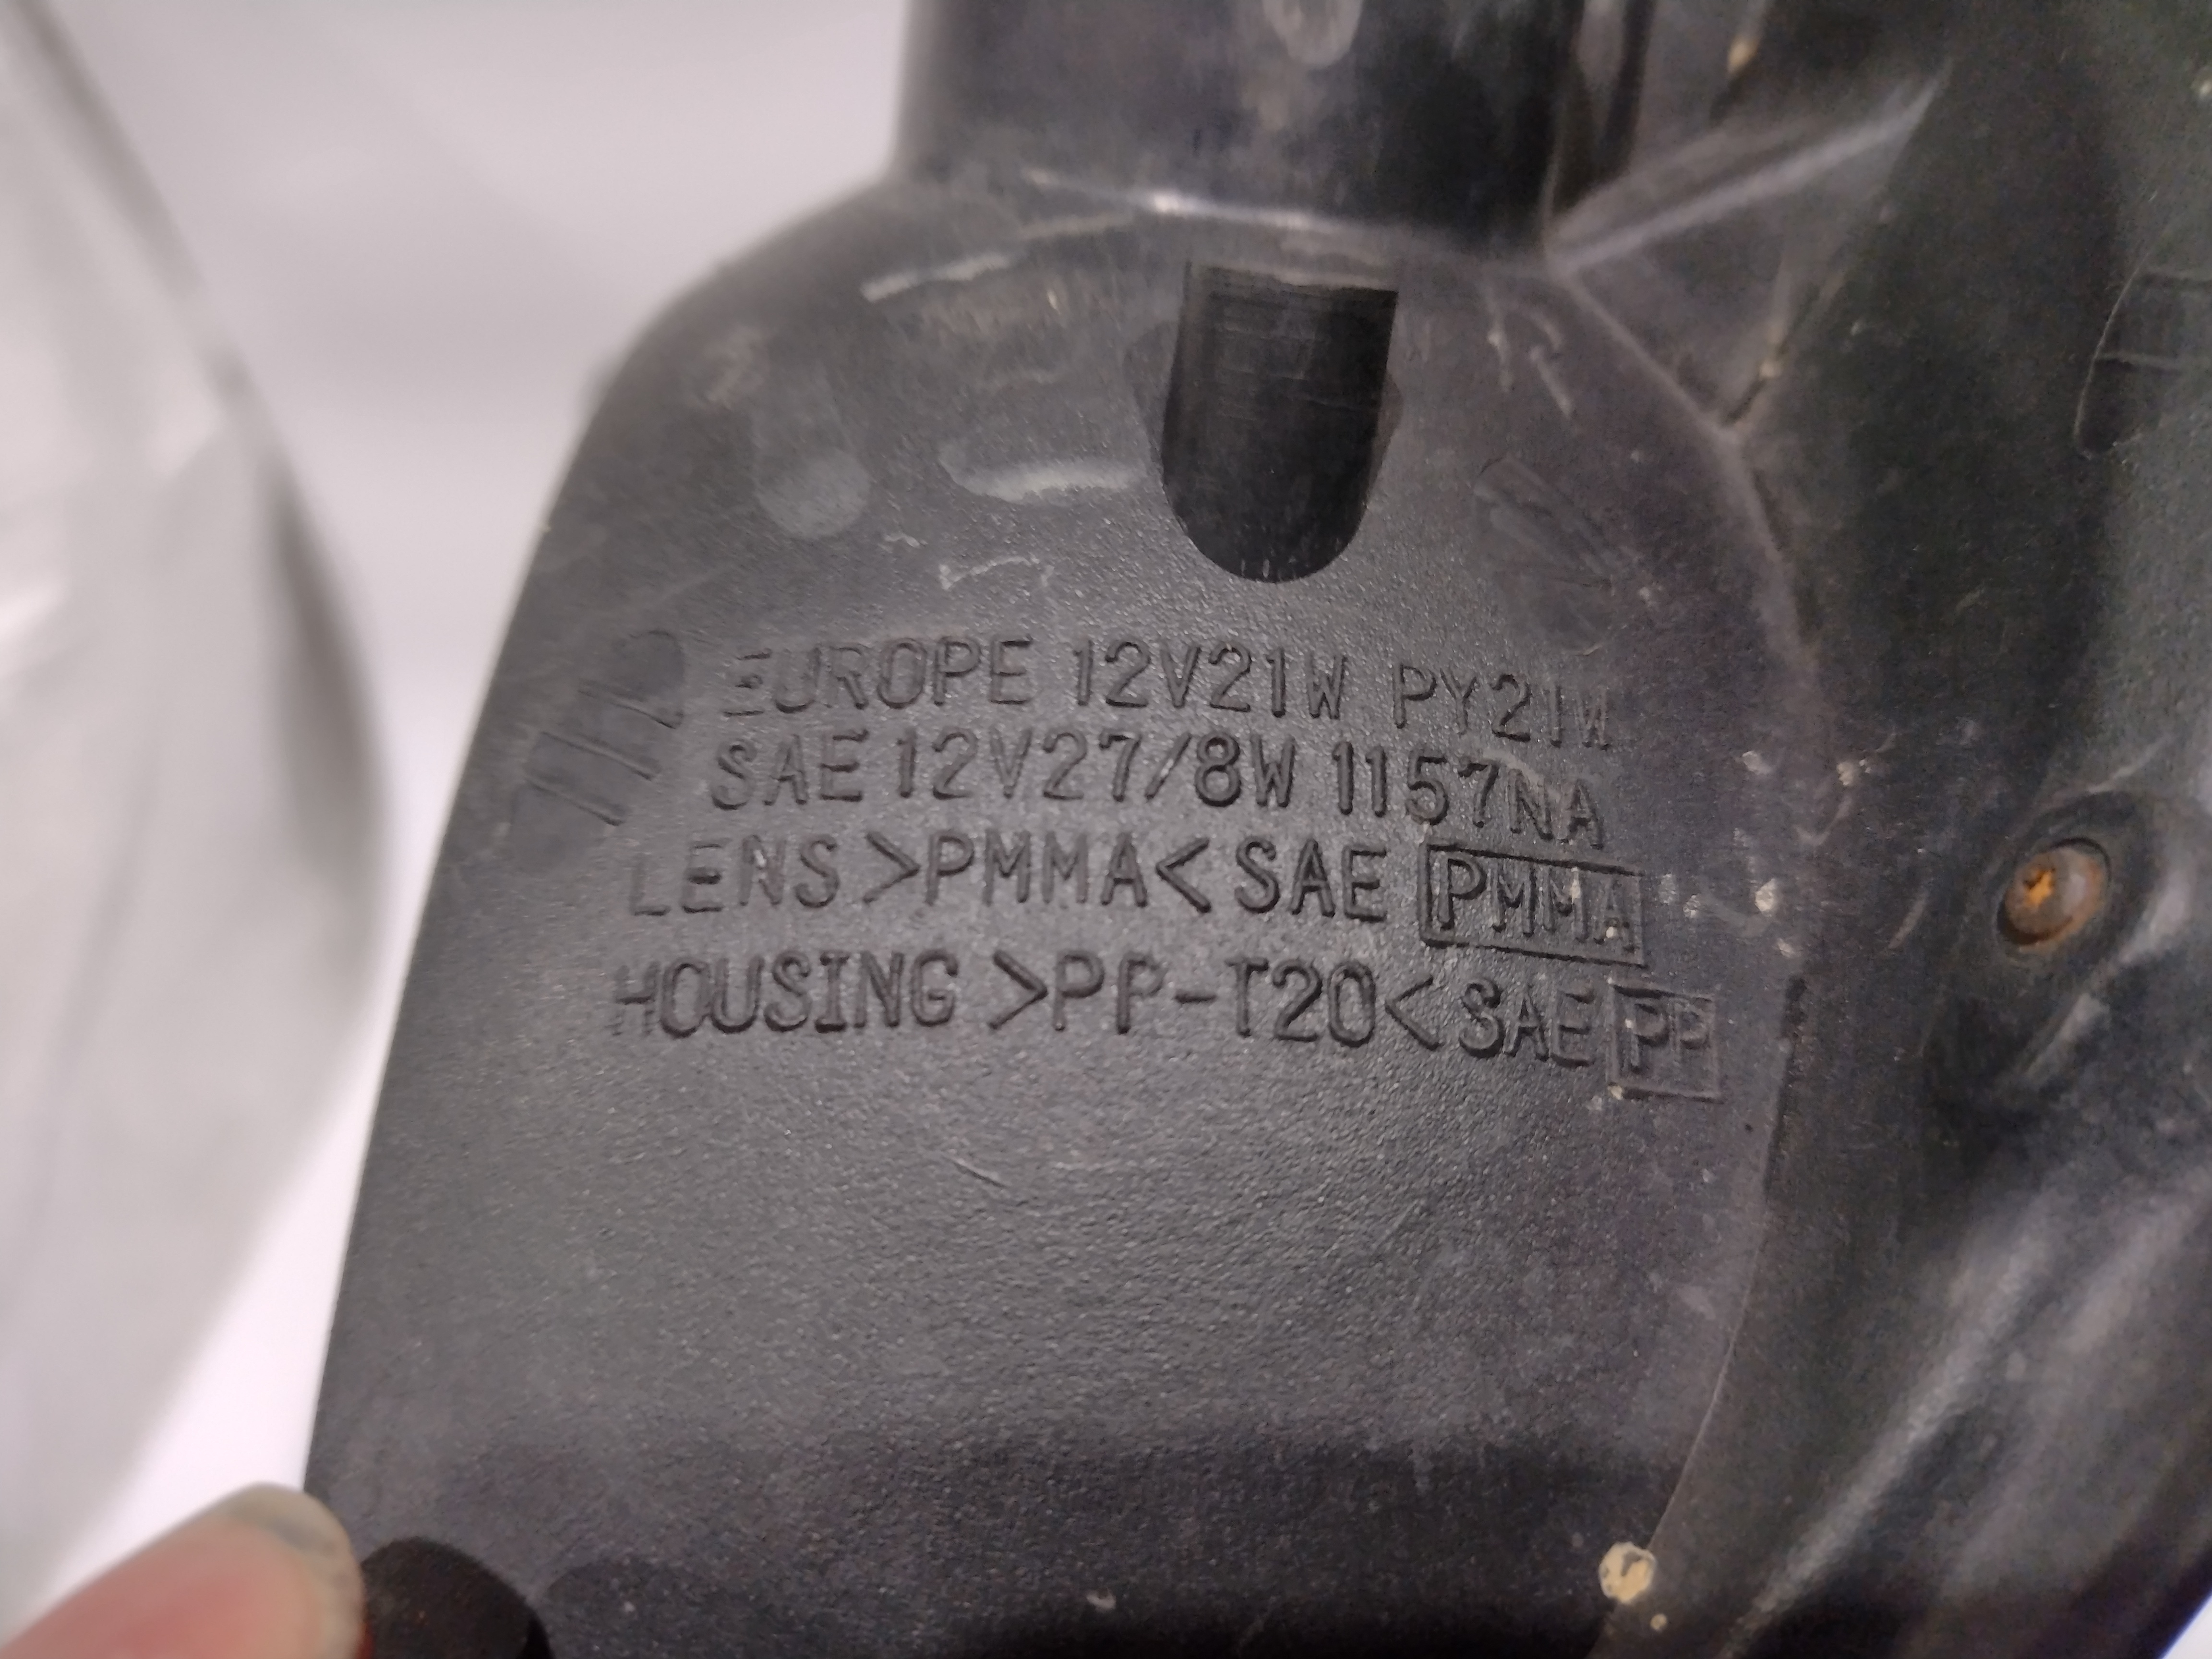 EUROPE 12V21W PY21W
SAE 12V27/8W 1157NA
LENS >PMMA< SAE PMMA
HOUSING >PP-T20< SAE PP